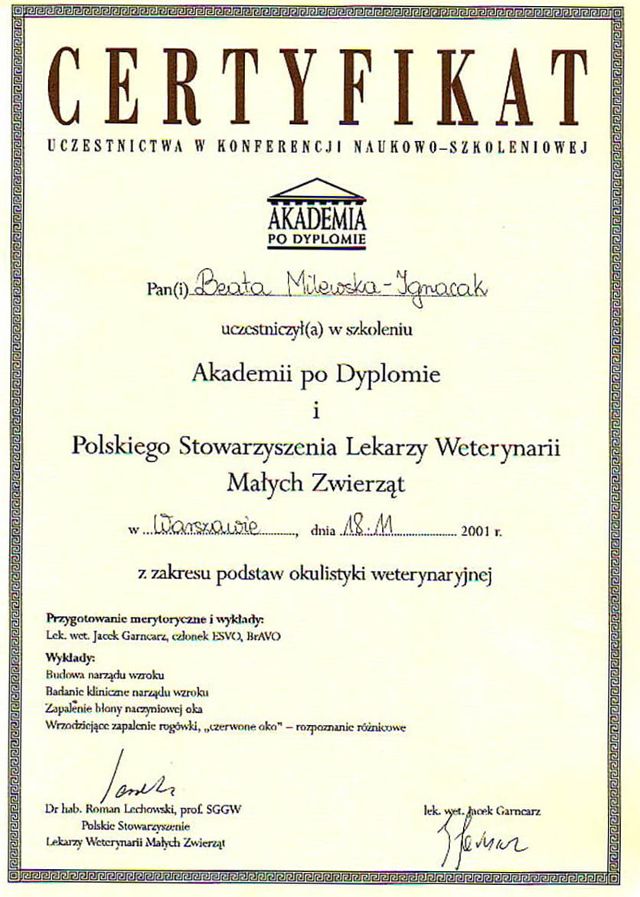 CERTYFIKAT
UCZESTNICTWA W KONFERENCJI NAUKOWO-SZKOLENIOWEJ
AKADEMIA
PO DYPLOMIE
Pan(i) Beata Milewska-Ignacak
uczestniczył(a) w szkoleniu
Akademii po Dyplomie
i
Polskiego Stowarzyszenia Lekarzy Weterynarii
Małych Zwierząt
w Warszawie, dnia 18.11 2001 r.
z zakresu podstaw okulistyki weterynaryjnej
Przygotowanie merytoryczne i wykłady:
Lek. wet. Jacek Garncarz, członek ESVO, BrAVO
Wykłady:
Budowa narządu wzroku
Badanie kliniczne narządu wzroku
Zapalenie błony naczyniowej oka
Wrzodziejące zapalenie rogówki, „czerwone oko” – rozpoznanie różnicowe
Dr hab. Roman Lechowski, prof. SGGW
Polskie Stowarzyszenie
Lekarzy Weterynarii Małych Zwierząt
lek. wet. Jacek Garncarz